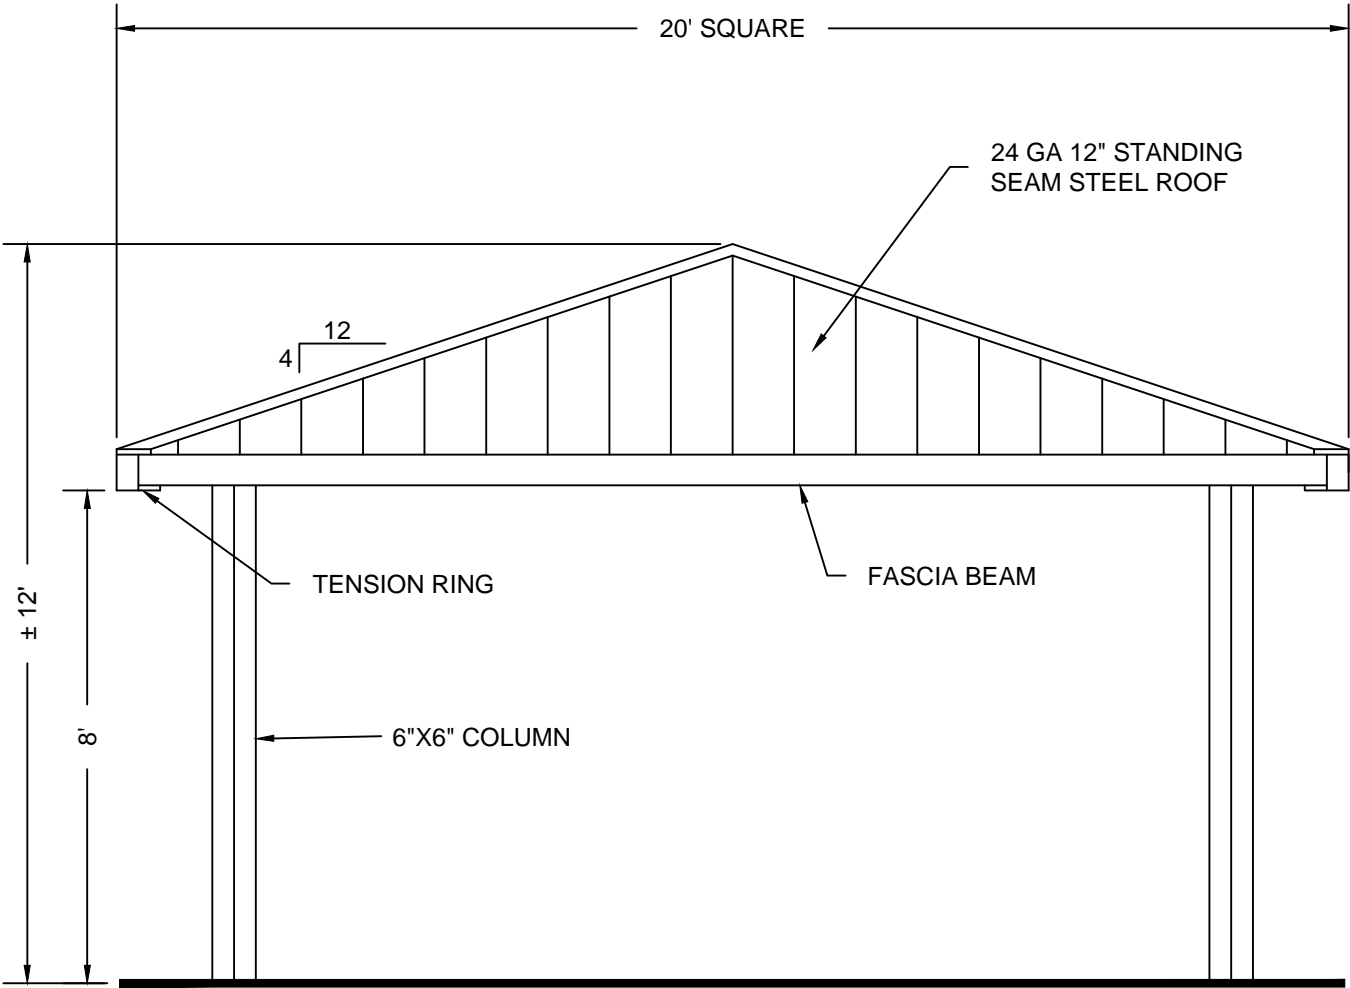 20' SQUARE
24 GA 12" STANDING
SEAM STEEL ROOF
12
4
TENSION RING
FASCIA BEAM
± 12'
8'
6"X6" COLUMN